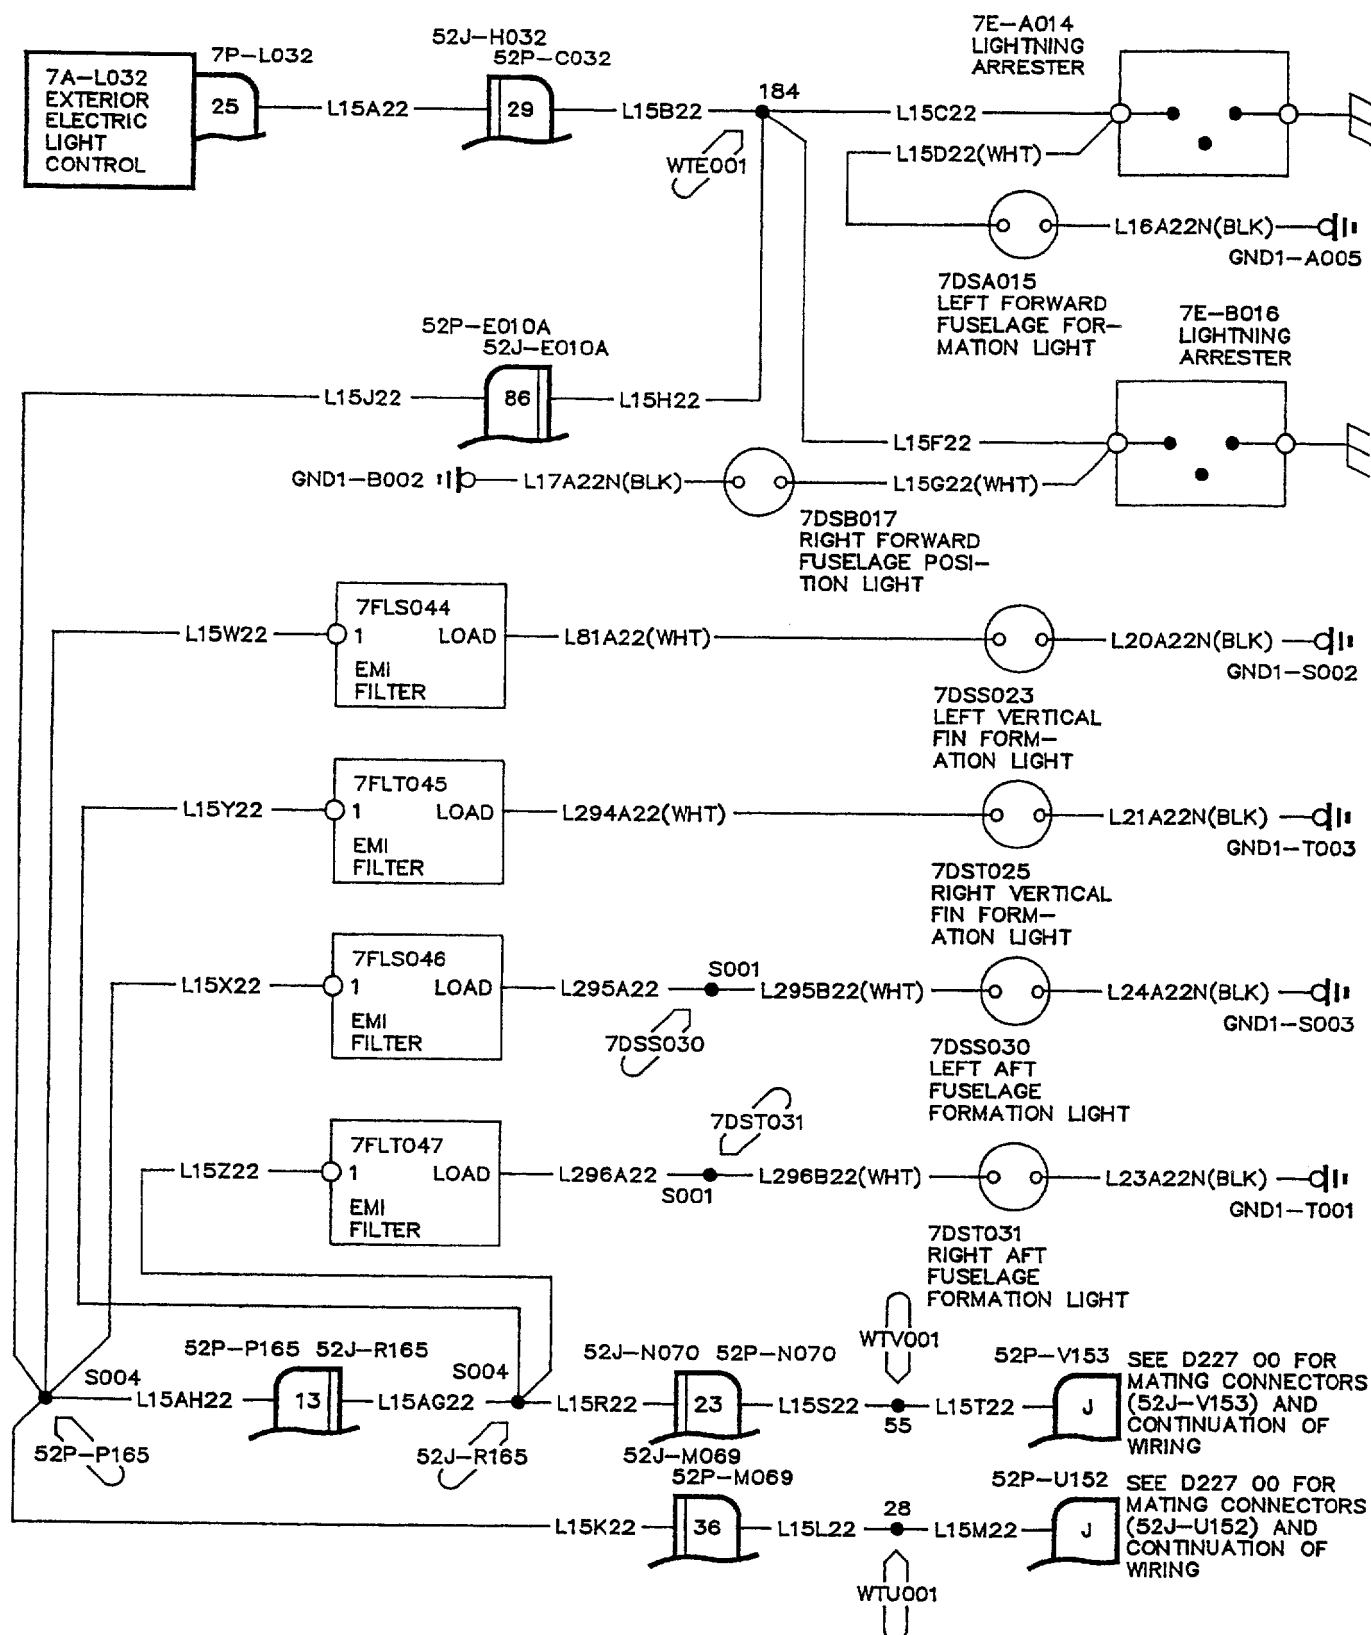 7A-L032
EXTERIOR
ELECTRIC
LIGHT
CONTROL
7P-L032
25
L15A22
52J-H032
52P-C032
29
L15B22
184
WTE001
L15C22
L15D22(WHT)
7E-A014
LIGHTNING
ARRESTER
L16A22N(BLK)
GND1-A005
7DSA015
LEFT FORWARD
FUSELAGE FOR-
MATION LIGHT
7E-B016
LIGHTNING
ARRESTER
52P-E010A
52J-E010A
L15J22
86
L15H22
L15F22
GND1-B002
L17A22N(BLK)
L15G22(WHT)
7DSB017
RIGHT FORWARD
FUSELAGE POSI-
TION LIGHT
L15W22
7FLS044
1 LOAD
EMI
FILTER
L81A22(WHT)
L20A22N(BLK)
GND1-S002
7DSS023
LEFT VERTICAL
FIN FORM-
ATION LIGHT
L15Y22
7FLT045
1 LOAD
EMI
FILTER
L294A22(WHT)
L21A22N(BLK)
GND1-T003
7DST025
RIGHT VERTICAL
FIN FORM-
ATION LIGHT
L15X22
7FLS046
1 LOAD
EMI
FILTER
L295A22
S001
L295B22(WHT)
L24A22N(BLK)
GND1-S003
7DSS030
7DSS030
LEFT AFT
FUSELAGE
FORMATION LIGHT
7DST031
L15Z22
7FLT047
1 LOAD
EMI
FILTER
L296A22
S001
L296B22(WHT)
L23A22N(BLK)
GND1-T001
7DST031
RIGHT AFT
FUSELAGE
FORMATION LIGHT
S004
L15AH22
52P-P165 52J-R165
13
L15AG22
S004
L15R22
52J-N070 52P-N070
23
L15S22
WTV001
55
L15T22
52P-V153
J
SEE D227 00 FOR
MATING CONNECTORS
(52J-V153) AND
CONTINUATION OF
WIRING
52P-P165
52J-R165
52J-M069
52P-M069
L15K22
36
L15L22
28
L15M22
WTU001
52P-U152
J
SEE D227 00 FOR
MATING CONNECTORS
(52J-U152) AND
CONTINUATION OF
WIRING